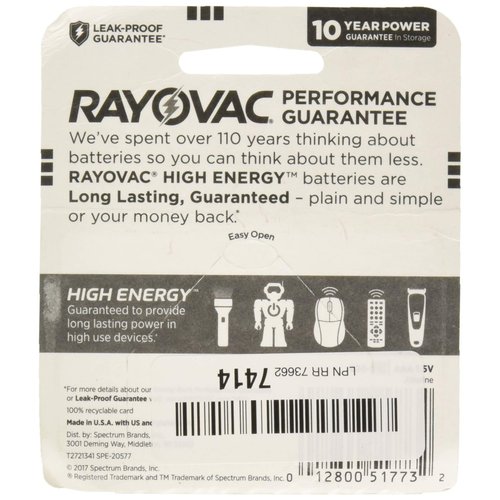 LEAK-PROOF
GUARANTEE*
10 YEAR POWER
GUARANTEE In Storage
RAYOVAC® PERFORMANCE
GUARANTEE
We've spent over 110 years thinking about
batteries so you can think about them less.
RAYOVAC® HIGH ENERGY™ batteries are
Long Lasting, Guaranteed – plain and simple
or your money back.*
Easy Open
HIGH ENERGY™
Guaranteed to provide
long lasting power in
high use devices.*
*For more details about our
or Leak-Proof Guarantee
100% recyclable card
Made in U.S.A. with US and
Dist. by: Spectrum Brands,
3001 Deming Way, Middlet
T2721341 SPE-20577
© 2017 Spectrum Brands, Inc.
® Registered Trademark and TM Trademark of Spectrum Brands, Inc.
LPN RR 73662
7414
5V
ine
0 12800 51773 2